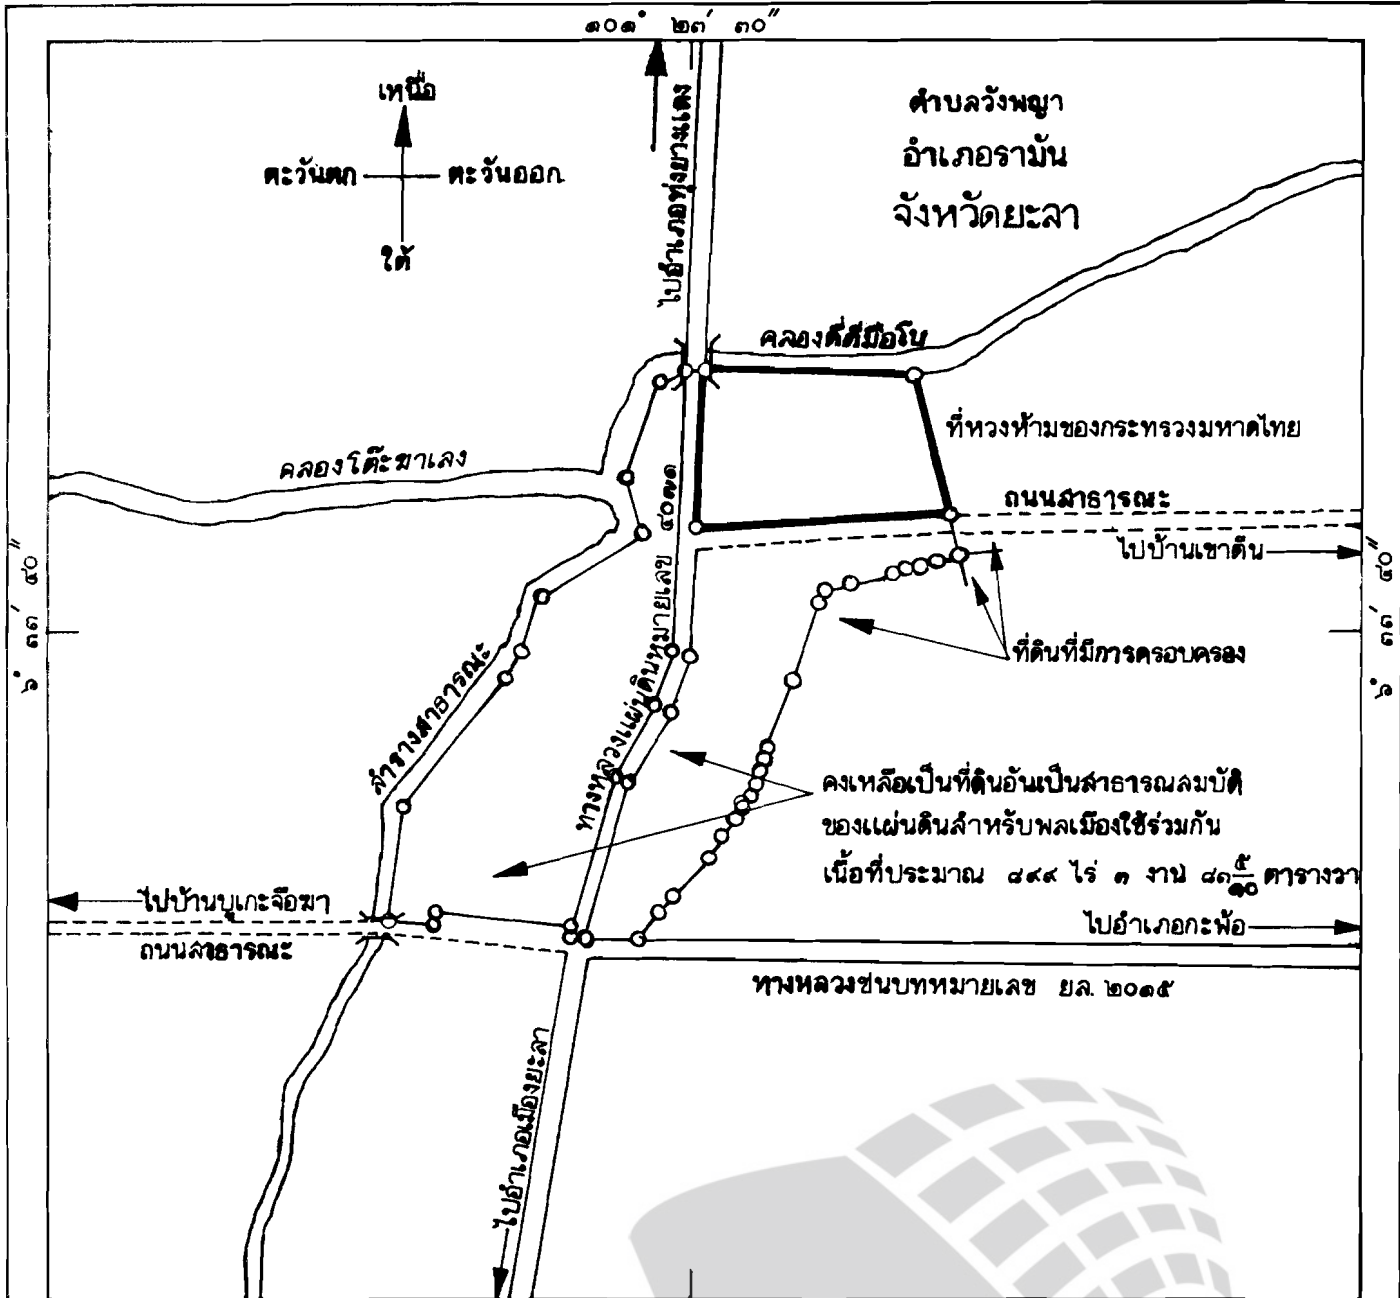 ๑๐๑° ๒๓′ ๓๐″
เหนือ
ตะวันตก
ตะวันออก
ใต้
ไปอำเภอทุ่งยางแดง
ตำบลวังพญา
อำเภอรามัน
จังหวัดยะลา
คลองตี่ตีมือโน
ที่หวงห้ามของกระทรวงมหาดไทย
คลองโต๊ะฆาเลง
ถนนสาธารณะ
ไปบ้านเขาดิน
๖° ๓๓′ ๔๐″
๖° ๓๓′ ๔๐″
ทางหลวงแผ่นดินหมายเลข ๔๐๗๑
ที่ดินที่มีการครอบครอง
ลำรางสาธารณะ
คงเหลือเป็นที่ดินอันเป็นสาธารณสมบัติ
ของแผ่นดินสำหรับพลเมืองใช้ร่วมกัน
เนื้อที่ประมาณ ๘๙๙ ไร่ ๓ งาน ๘๓ ๕/๑๐ ตารางวา
ไปบ้านบูเกะจือฆา
ไปอำเภอกะพ้อ
ถนนสาธารณะ
ทางหลวงชนบทหมายเลข ยล. ๒๐๑๕
ไปอำเภอเมืองยะลา